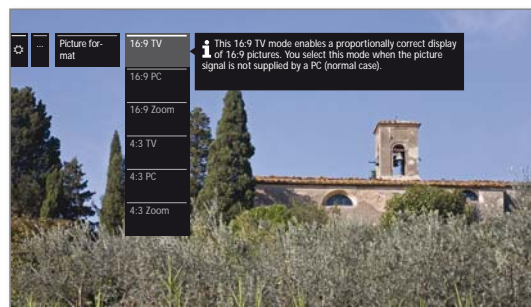 ...
Picture for-
mat
16:9 TV
16:9 PC
16:9 Zoom
4:3 TV
4:3 PC
4:3 Zoom
This 16:9 TV mode enables a proportionally correct display
of 16:9 pictures. You select this mode when the picture
signal is not supplied by a PC (normal case).